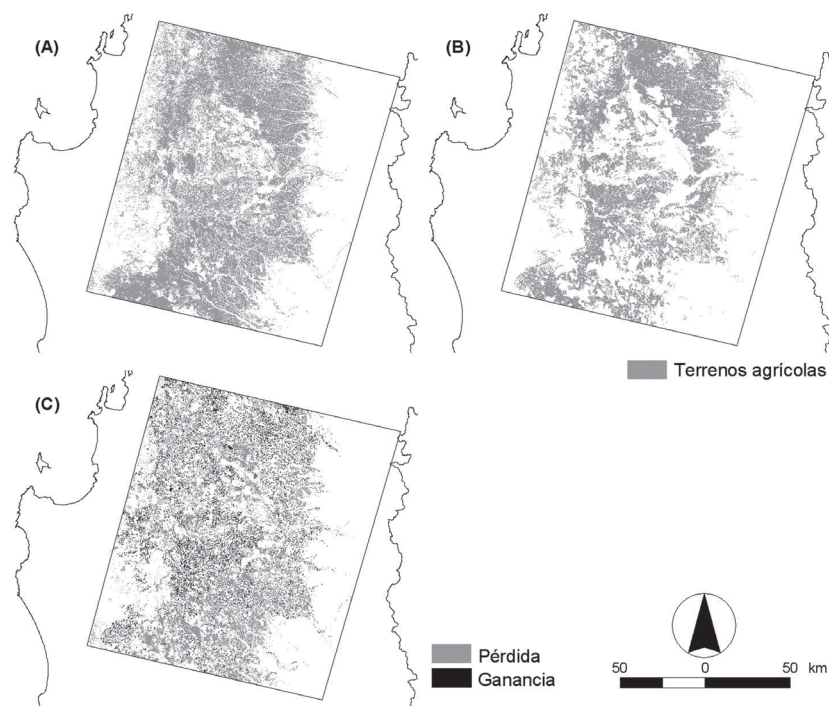 (A)
(B)
Terrenos agrícolas
(C)
Pérdida
Ganancia
50 0 50 km